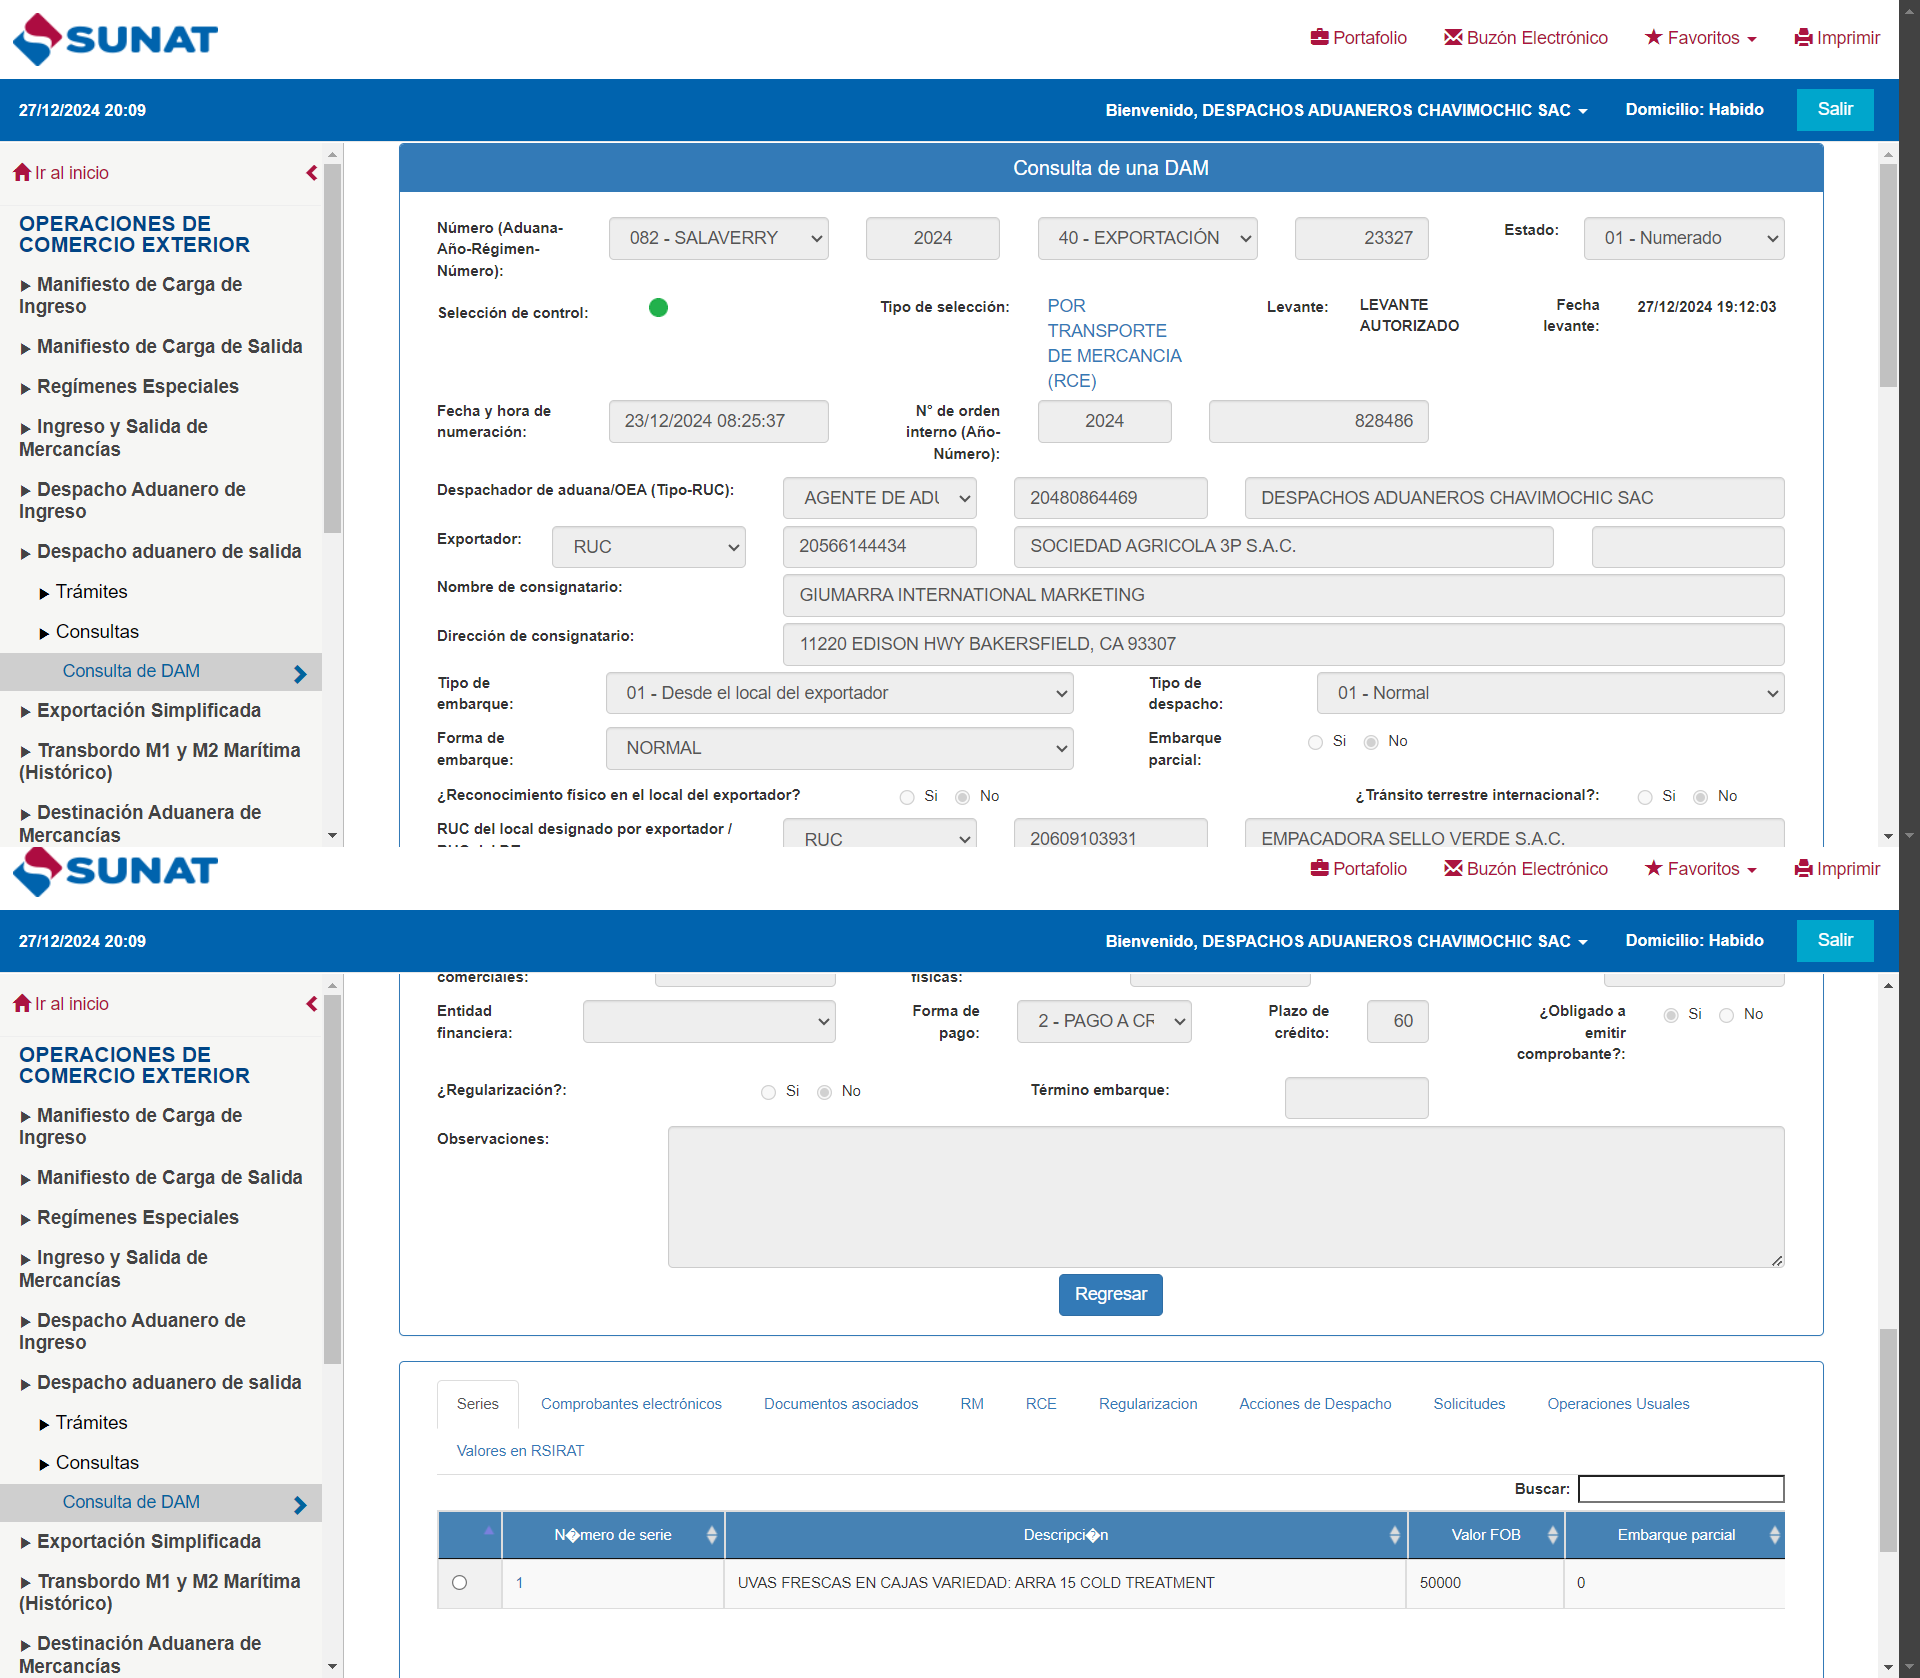 SUNAT
Portafolio
Buzón Electrónico
Favoritos
Imprimir
27/12/2024 20:09
Bienvenido, DESPACHOS ADUANEROS CHAVIMOCHIC SAC
Domicilio: Habido
Salir
Ir al inicio
OPERACIONES DE
COMERCIO EXTERIOR
Manifiesto de Carga de
Ingreso
Manifiesto de Carga de Salida
Regímenes Especiales
Ingreso y Salida de
Mercancías
Despacho Aduanero de
Ingreso
Despacho aduanero de salida
Trámites
Consultas
Consulta de DAM
Exportación Simplificada
Transbordo M1 y M2 Marítima
(Histórico)
Destinación Aduanera de
Mercancías
Consulta de una DAM
Número (Aduana-
Año-Régimen-
Número):
082 - SALAVERRY
2024
40 - EXPORTACIÓN
23327
Estado:
01 - Numerado
Selección de control:
Tipo de selección:
POR
TRANSPORTE
DE MERCANCIA
(RCE)
Levante:
LEVANTE
AUTORIZADO
Fecha
levante:
27/12/2024 19:12:03
Fecha y hora de
numeración:
23/12/2024 08:25:37
N° de orden
interno (Año-
Número):
2024
828486
Despachador de aduana/OEA (Tipo-RUC):
AGENTE DE ADU
20480864469
DESPACHOS ADUANEROS CHAVIMOCHIC SAC
Exportador:
RUC
20566144434
SOCIEDAD AGRICOLA 3P S.A.C.
Nombre de consignatario:
GIUMARRA INTERNATIONAL MARKETING
Dirección de consignatario:
11220 EDISON HWY BAKERSFIELD, CA 93307
Tipo de
embarque:
01 - Desde el local del exportador
Tipo de
despacho:
01 - Normal
Forma de
embarque:
NORMAL
Embarque
parcial:
Si
No
¿Reconocimiento físico en el local del exportador?
Si
No
¿Tránsito terrestre internacional?:
Si
No
RUC del local designado por exportador /
RUC
20609103931
EMPACADORA SELLO VERDE S.A.C.
SUNAT
Portafolio
Buzón Electrónico
Favoritos
Imprimir
27/12/2024 20:09
Bienvenido, DESPACHOS ADUANEROS CHAVIMOCHIC SAC
Domicilio: Habido
Salir
Ir al inicio
OPERACIONES DE
COMERCIO EXTERIOR
Manifiesto de Carga de
Ingreso
Manifiesto de Carga de Salida
Regímenes Especiales
Ingreso y Salida de
Mercancías
Despacho Aduanero de
Ingreso
Despacho aduanero de salida
Trámites
Consultas
Consulta de DAM
Exportación Simplificada
Transbordo M1 y M2 Marítima
(Histórico)
Destinación Aduanera de
Mercancías
comerciales:
físicas:
Entidad
financiera:
Forma de
pago:
2 - PAGO A CR
Plazo de
crédito:
60
¿Obligado a
emitir
comprobante?:
Si
No
¿Regularización?:
Si
No
Término embarque:
Observaciones:
Regresar
Series
Comprobantes electrónicos
Documentos asociados
RM
RCE
Regularizacion
Acciones de Despacho
Solicitudes
Operaciones Usuales
Valores en RSIRAT
Buscar:
N�mero de serie
Descripci�n
Valor FOB
Embarque parcial
1
UVAS FRESCAS EN CAJAS VARIEDAD: ARRA 15 COLD TREATMENT
50000
0